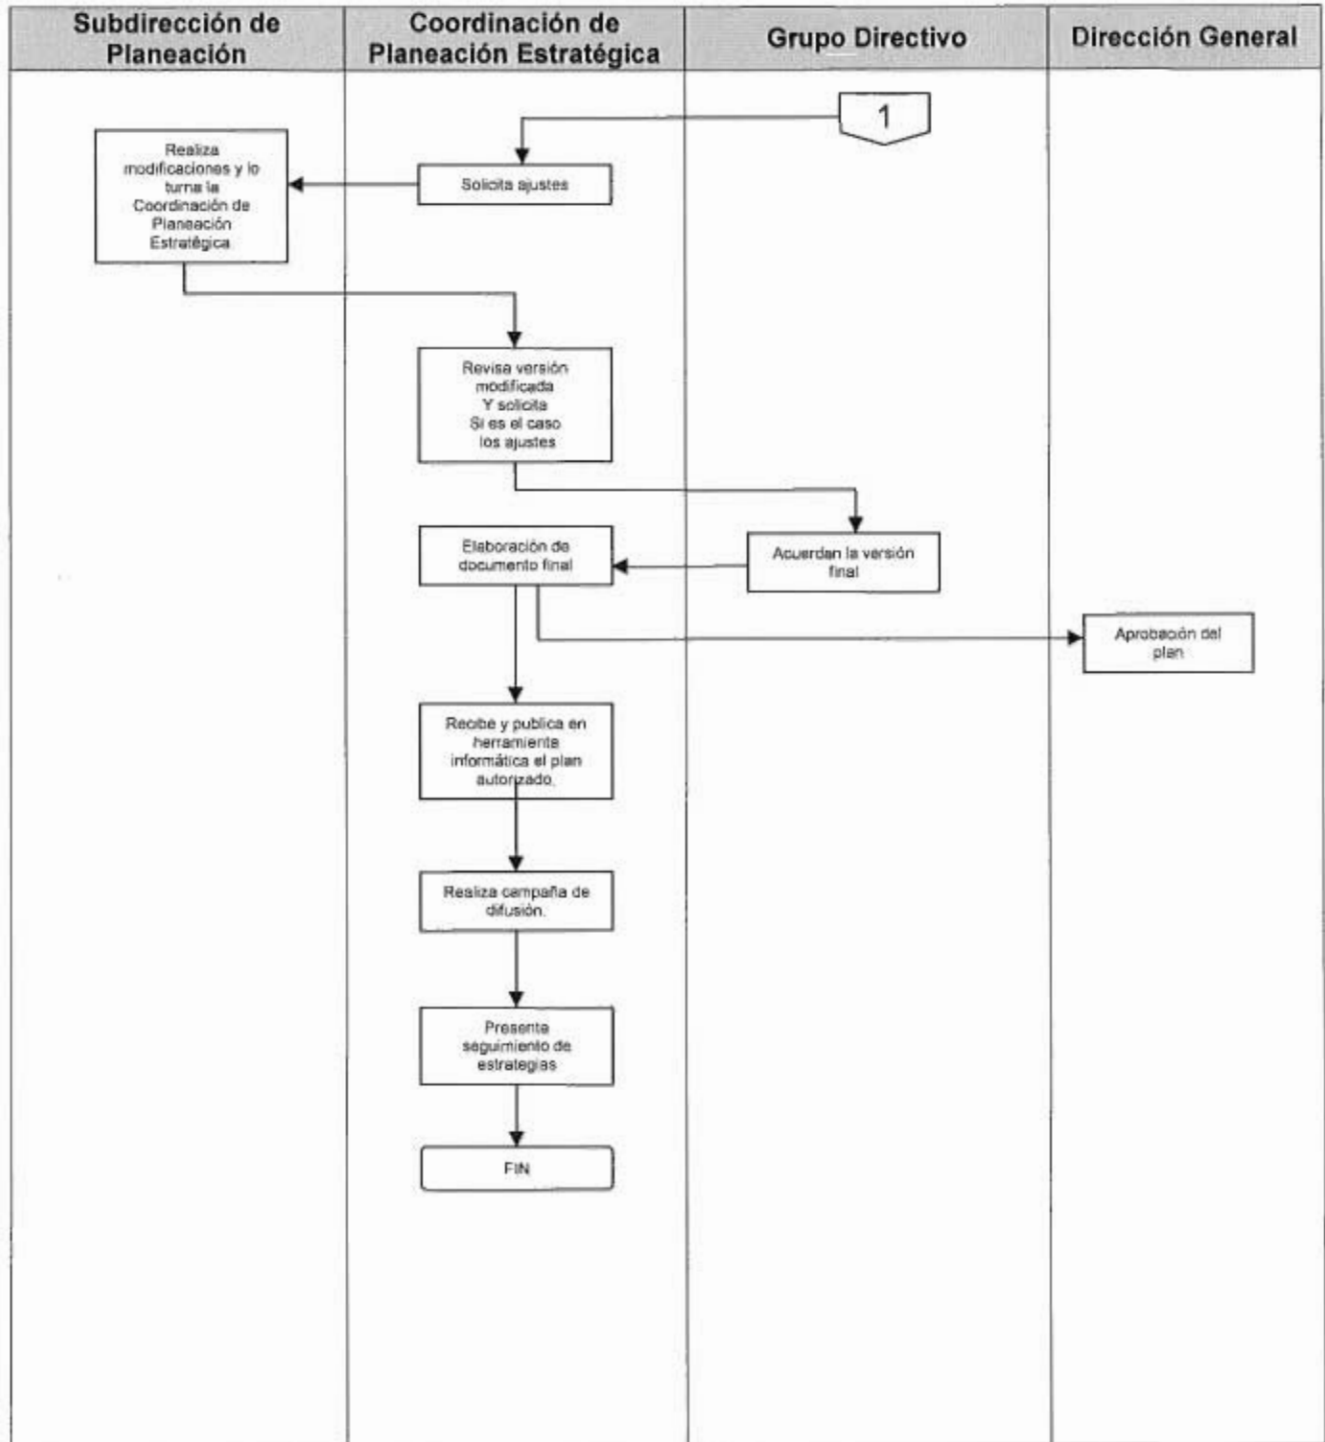 Subdirección de
Planeación
Coordinación de
Planeación Estratégica
Grupo Directivo
Dirección General
1
Realiza
modificaciones y lo
turna la
Coordinación de
Planeación
Estratégica
Solicita ajustes
Revisa versión
modificada
Y solicita
Si es el caso
los ajustes
Elaboración de
documento final
Acuerdan la versión
final
Aprobación del
plan
Recibe y publica en
herramienta
informática el plan
autorizado.
Realiza campaña de
difusión.
Presenta
seguimiento de
estrategias
FIN